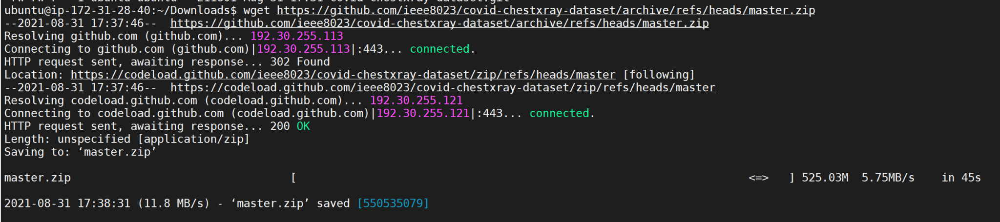 ubuntu@ip-172-31-28-40:~/Downloads$ wget https://github.com/ieee8023/covid-chestxray-dataset/archive/refs/heads/master.zip
--2021-08-31 17:37:46--  https://github.com/ieee8023/covid-chestxray-dataset/archive/refs/heads/master.zip
Resolving github.com (github.com)... 192.30.255.113
Connecting to github.com (github.com)|192.30.255.113|:443... connected.
HTTP request sent, awaiting response... 302 Found
Location: https://codeload.github.com/ieee8023/covid-chestxray-dataset/zip/refs/heads/master [following]
--2021-08-31 17:37:46--  https://codeload.github.com/ieee8023/covid-chestxray-dataset/zip/refs/heads/master
Resolving codeload.github.com (codeload.github.com)... 192.30.255.121
Connecting to codeload.github.com (codeload.github.com)|192.30.255.121|:443... connected.
HTTP request sent, awaiting response... 200 OK
Length: unspecified [application/zip]
Saving to: ‘master.zip’
master.zip [ <=> ] 525.03M 5.75MB/s in 45s
2021-08-31 17:38:31 (11.8 MB/s) - ‘master.zip’ saved [550535079]